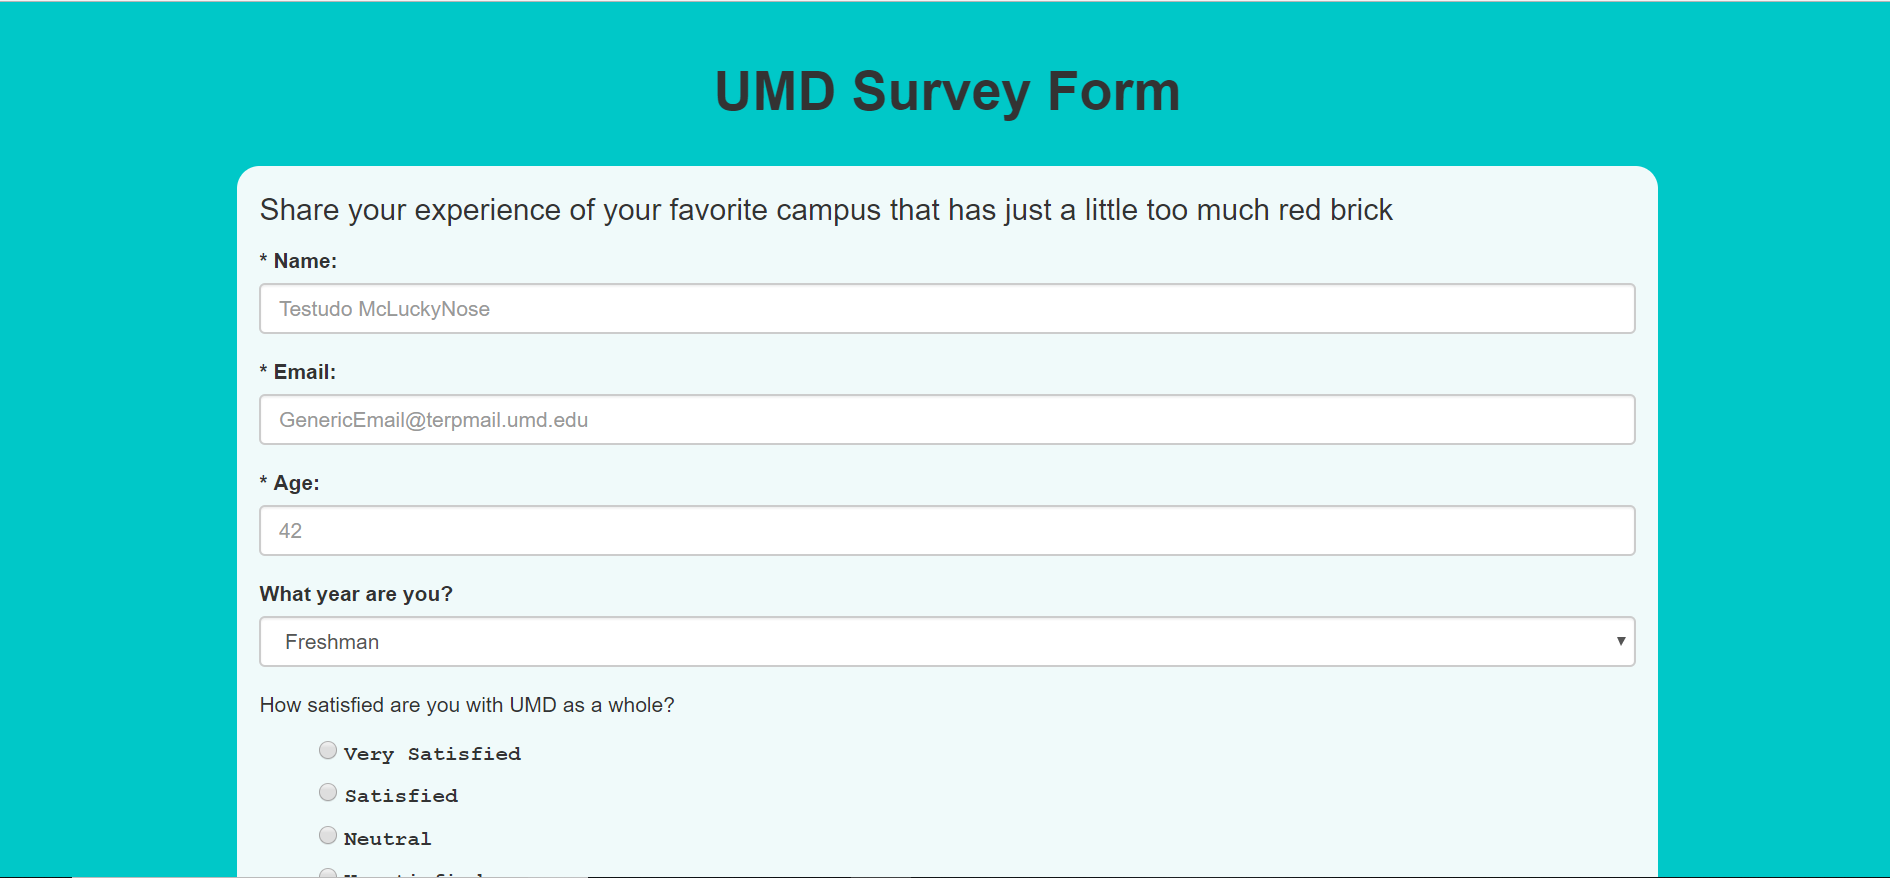 UMD Survey Form
Share your experience of your favorite campus that has just a little too much red brick
* Name:
Testudo McLuckyNose
* Email:
GenericEmail@terpmail.umd.edu
* Age:
42
What year are you?
Freshman
How satisfied are you with UMD as a whole?
Very Satisfied
Satisfied
Neutral